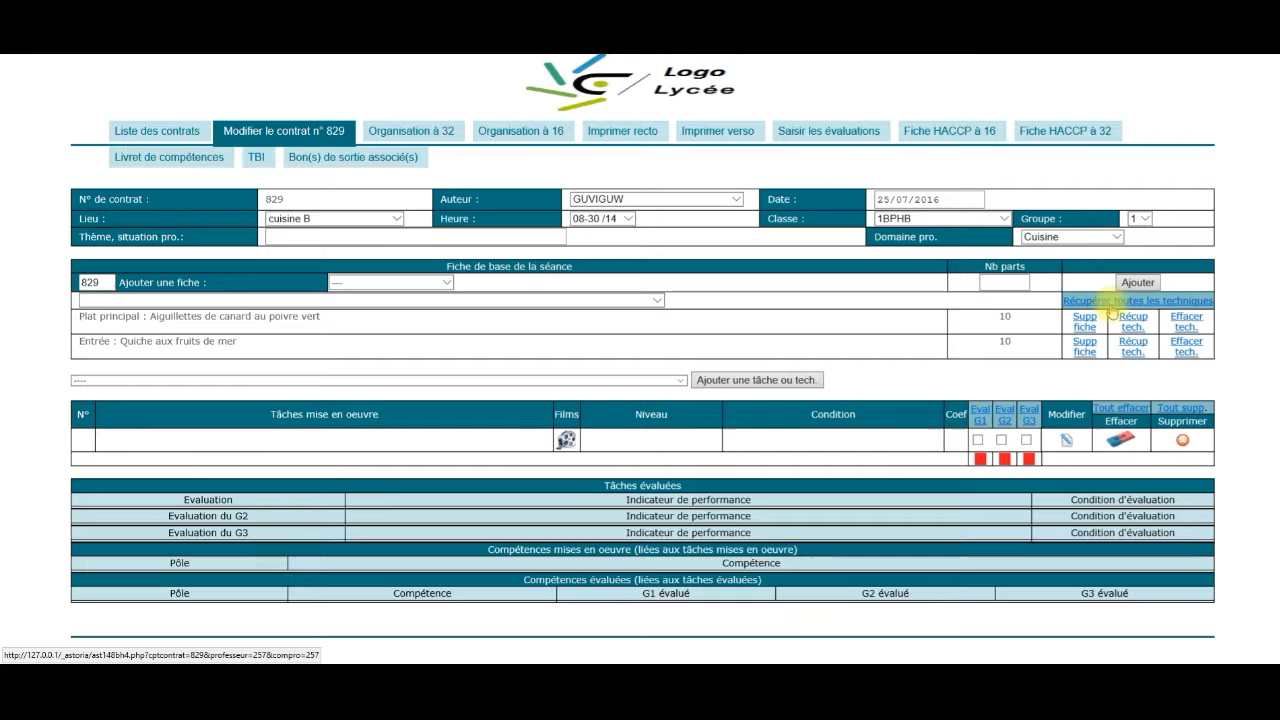 Logo
Lycée
Liste des contrats Modifier le contrat n° 829 Organisation à 32 Organisation à 16 Imprimer recto Imprimer verso Saisir les évaluations Fiche HACCP à 16 Fiche HACCP à 32
Livret de compétences TBI Bon(s) de sortie associé(s)
N° de contrat : 829 Auteur : GUVIGUW Date : 25/07/2016
Lieu : cuisine B Heure : 08-30 /14 Classe : 1BPHB Groupe : 1
Thème, situation pro.: Domaine pro. Cuisine
Fiche de base de la séance Nb parts
829 Ajouter une fiche : --- Ajouter
Récupérer toutes les techniques
Plat principal : Aiguillettes de canard au poivre vert 10 Supp fiche Récup tech. Effacer tech.
Entrée : Quiche aux fruits de mer 10 Supp fiche Récup tech. Effacer tech.
---- Ajouter une tâche ou tech.
N° Tâches mise en oeuvre Films Niveau Condition Coef Eval G1 Eval G2 Eval G3 Modifier Tout effacer Effacer Tout supp. Supprimer
Tâches évaluées
Evaluation Indicateur de performance Condition d'évaluation
Evaluation du G2 Indicateur de performance Condition d'évaluation
Evaluation du G3 Indicateur de performance Condition d'évaluation
Compétences mises en oeuvre (liées aux tâches mises en oeuvre)
Pôle Compétence
Compétences évaluées (liées aux tâches évaluées)
Pôle Compétence G1 évalué G2 évalué G3 évalué
http://127.0.0.1/_astoria/ast148bh4.php?cptcontrat=829&professeur=257&compro=257